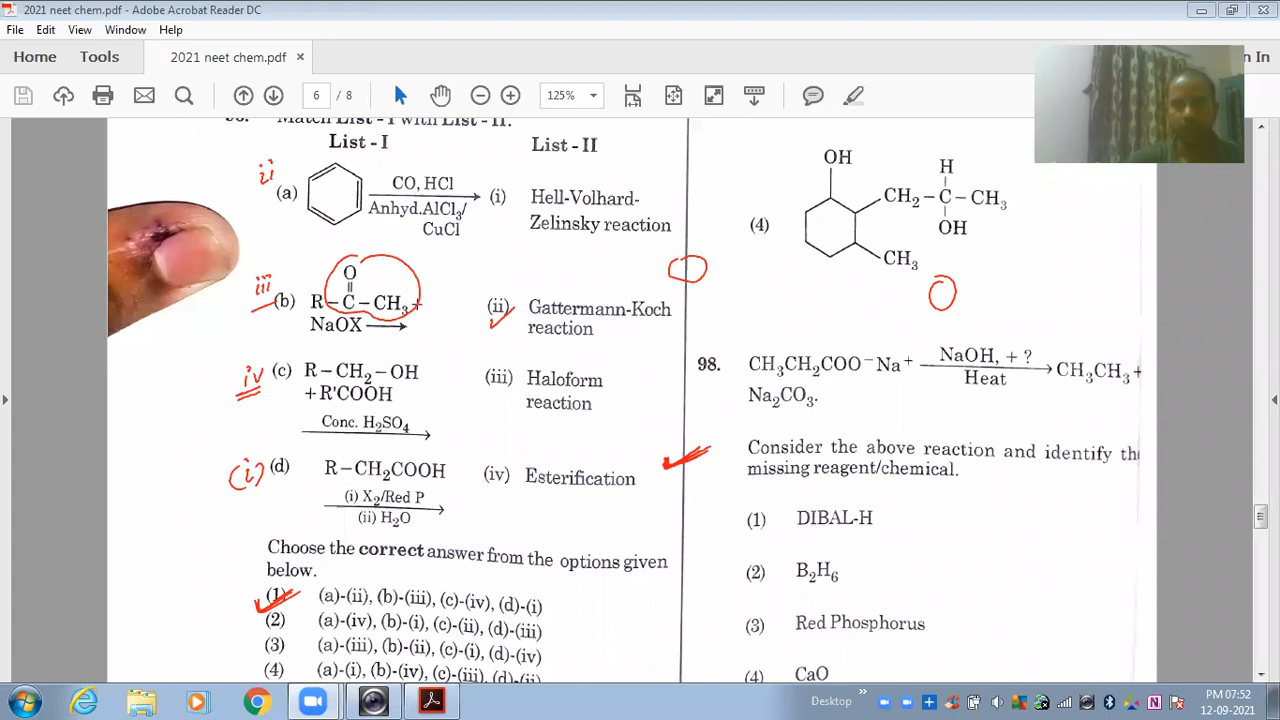 2021 neet chem.pdf - Adobe Acrobat Reader DC
File Edit View Window Help
Home Tools 2021 neet chem.pdf × In In
6 / 8 125%
Match List - I with List - II.
List - I List - II
ii (a) CO, HCl
Anhyd.AlCl3/
CuCl
(i) Hell-Volhard-
Zelinsky reaction
iii (b) O
R – C – CH3 +
NaOX
(ii) Gattermann-Koch
reaction
iv (c) R – CH2 – OH
+ R'COOH
Conc. H2SO4
(iii) Haloform
reaction
(i) (d) R – CH2COOH
(i) X2/Red P
(ii) H2O
(iv) Esterification
Choose the correct answer from the options given
below.
(1) (a)-(ii), (b)-(iii), (c)-(iv), (d)-(i)
(2) (a)-(iv), (b)-(i), (c)-(ii), (d)-(iii)
(3) (a)-(iii), (b)-(ii), (c)-(i), (d)-(iv)
(4) (a)-(i), (b)-(iv), (c)-(iii), (d)-(ii)
OH H
CH2 – C – CH3
(4) OH
CH3
98. CH3CH2COO⁻Na⁺ NaOH, + ? CH3CH3 +
Heat
Na2CO3.
Consider the above reaction and identify the
missing reagent/chemical.
(1) DIBAL-H
(2) B2H6
(3) Red Phosphorus
(4) CaO
Desktop » PM 07:52
12-09-2021